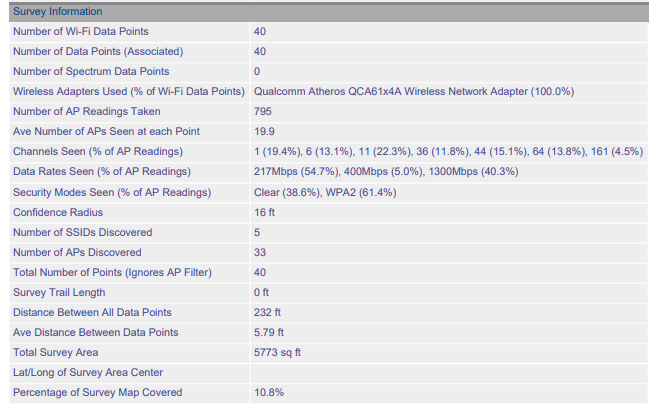 Survey Information
Number of Wi-Fi Data Points 40
Number of Data Points (Associated) 40
Number of Spectrum Data Points 0
Wireless Adapters Used (% of Wi-Fi Data Points) Qualcomm Atheros QCA61x4A Wireless Network Adapter (100.0%)
Number of AP Readings Taken 795
Ave Number of APs Seen at each Point 19.9
Channels Seen (% of AP Readings) 1 (19.4%), 6 (13.1%), 11 (22.3%), 36 (11.8%), 44 (15.1%), 64 (13.8%), 161 (4.5%)
Data Rates Seen (% of AP Readings) 217Mbps (54.7%), 400Mbps (5.0%), 1300Mbps (40.3%)
Security Modes Seen (% of AP Readings) Clear (38.6%), WPA2 (61.4%)
Confidence Radius 16 ft
Number of SSIDs Discovered 5
Number of APs Discovered 33
Total Number of Points (Ignores AP Filter) 40
Survey Trail Length 0 ft
Distance Between All Data Points 232 ft
Ave Distance Between Data Points 5.79 ft
Total Survey Area 5773 sq ft
Lat/Long of Survey Area Center
Percentage of Survey Map Covered 10.8%